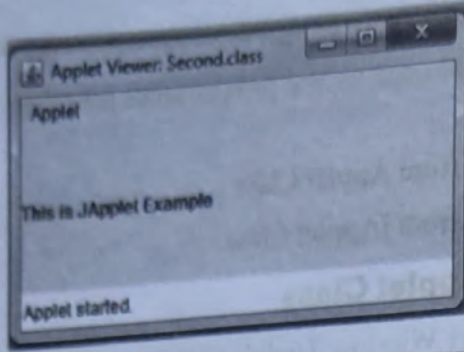 Applet Viewer: Second.class
Applet
This is JApplet Example
Applet started.